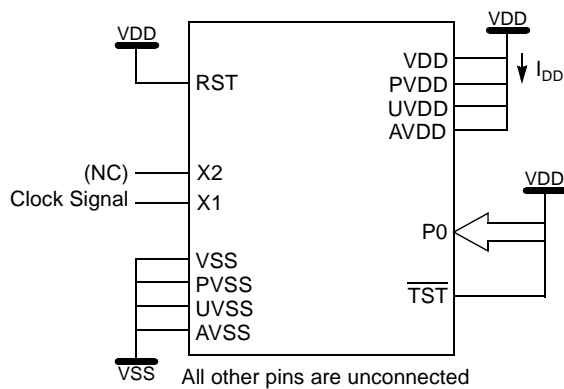 VDD
VDD
VDD
I_DD
PVDD
UVDD
AVDD
RST
(NC)
X2
Clock Signal
X1
VDD
P0
TST
VSS
PVSS
UVSS
AVSS
VSS
All other pins are unconnected